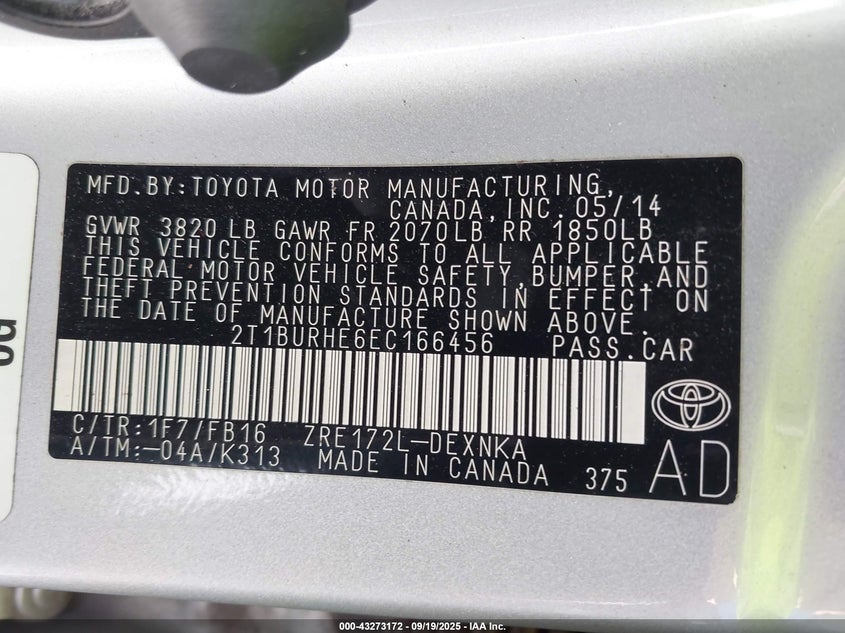 MFD.BY:TOYOTA MOTOR MANUFACTURING,
CANADA,INC.05/14
GVWR 3820LB GAWR FR 2070LB RR 1850LB
THIS VEHICLE CONFORMS TO ALL APPLICABLE
FEDERAL MOTOR VEHICLE SAFETY,BUMPER,AND
THEFT PREVENTION STANDARDS IN EFFECT ON
THE DATE OF MANUFACTURE SHOWN ABOVE.
2T1BURHE6EC166456 PASS.CAR
C/TR:1F7/FB16 ZRE172L-DEXNKA
A/TM:-04A/K313 MADE IN CANADA 375 AD
000-43273172 • 09/19/2025 - IAA Inc.